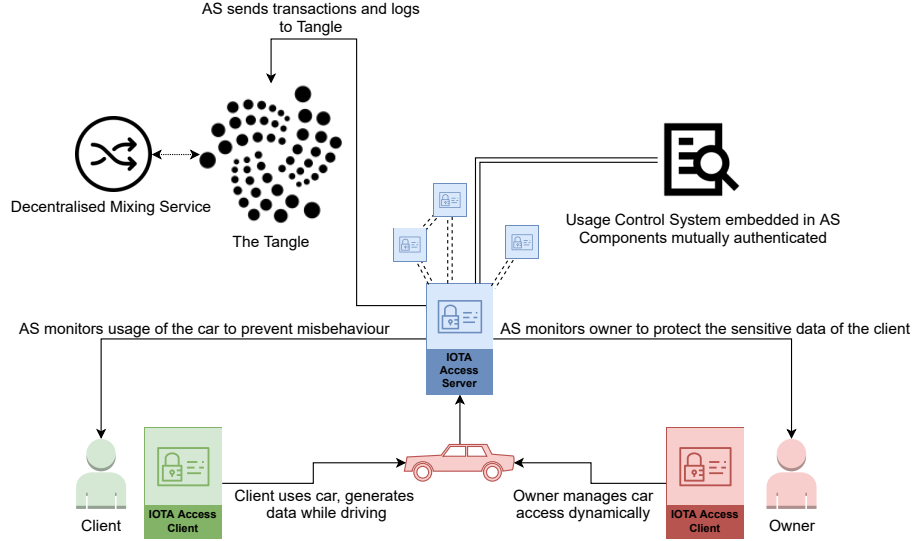 AS sends transactions and logs
to Tangle
Decentralised Mixing Service
The Tangle
Usage Control System embedded in AS
Components mutually authenticated
AS monitors usage of the car to prevent misbehaviour
AS monitors owner to protect the sensitive data of the client
IOTA
Access
Server
Client uses car, generates
data while driving
Owner manages car
access dynamically
Client
IOTA Access
Client
IOTA Access
Client
Owner